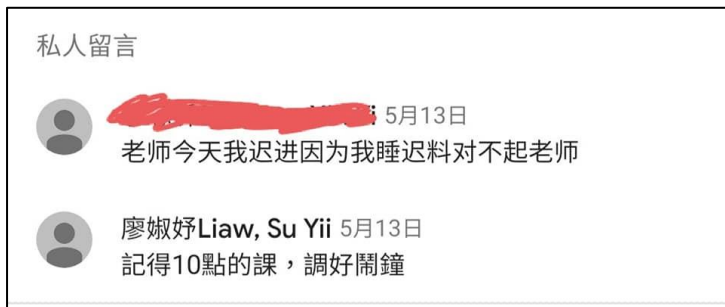 私人留言
5月13日
老师今天我迟进因为我睡迟料对不起老师
廖婌妤Liaw, Su Yii 5月13日
記得10點的課，調好鬧鐘